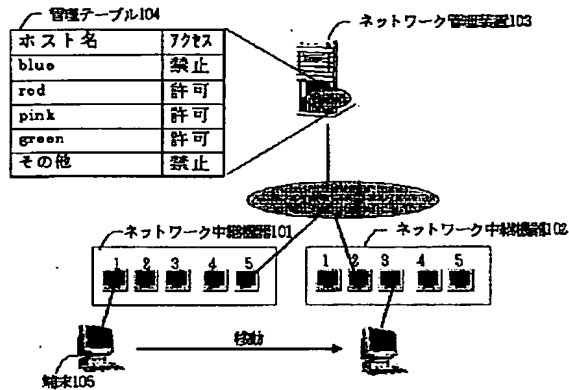 管理テーブル104
ネットワーク管理装置103
ホスト名 アクセス
blue 禁止
red 許可
pink 許可
green 許可
その他 禁止
ネットワーク中継機器101
ネットワーク中継機器102
1 2 3 4 5
1 2 3 4 5
移動
端末105